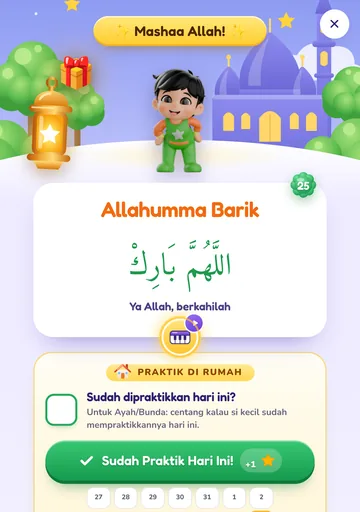 Mashaa Allah!
25
Allahumma Barik
اللَّهُمَّ بَارِكْ
Ya Allah, berkahilah
PRAKTIK DI RUMAH
Sudah dipraktikkan hari ini?
Untuk Ayah/Bunda: centang kalau si kecil sudah
mempraktikkannya hari ini.
Sudah Praktik Hari Ini! +1
27 28 29 30 31 1 2